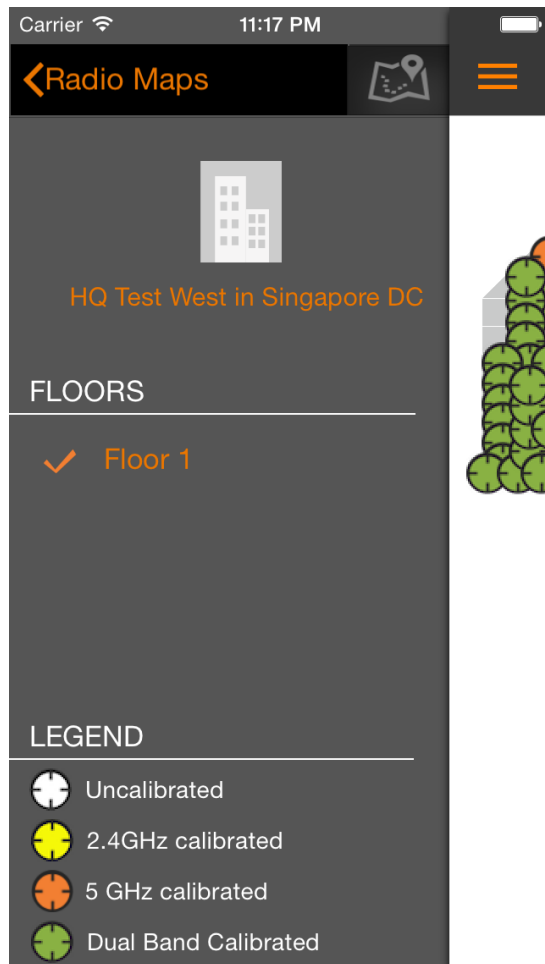 Carrier
11:17 PM
Radio Maps
HQ Test West in Singapore DC
FLOORS
Floor 1
LEGEND
Uncalibrated
2.4GHz calibrated
5 GHz calibrated
Dual Band Calibrated